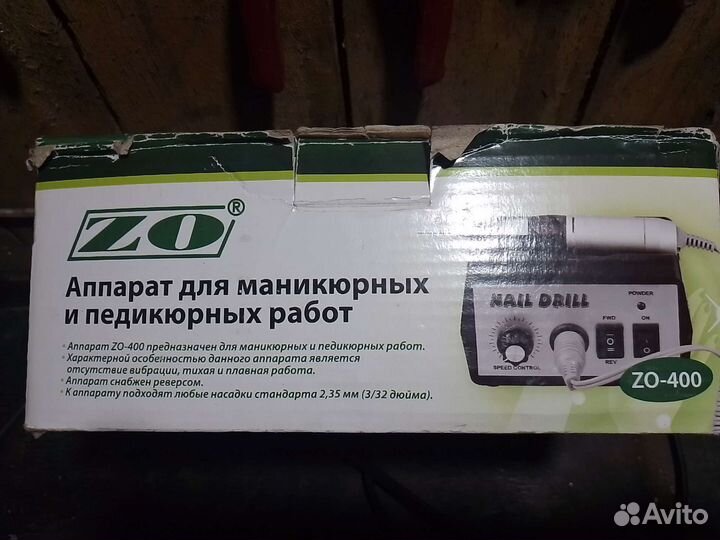 ZO®
Аппарат для маникюрных
и педикюрных работ
• Аппарат ZO-400 предназначен для маникюрных и педикюрных работ.
• Характерной особенностью данного аппарата является
отсутствие вибрации, тихая и плавная работа.
• Аппарат снабжен реверсом.
• К аппарату подходят любые насадки стандарта 2,35 мм (3/32 дюйма).
NAIL DRILL
POWDER
FWD
ON
REV
SPEED CONTROL
ZO-400
Avito